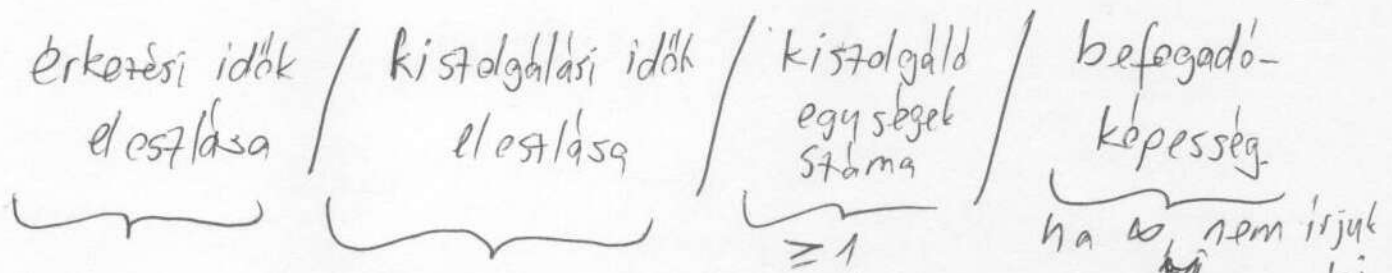 érkezési idők / kiszolgálási idők / kiszolgáló / befogadó-
eloszlása eloszlása egységek képesség
száma
≥ 1 ha ∞, nem írjuk